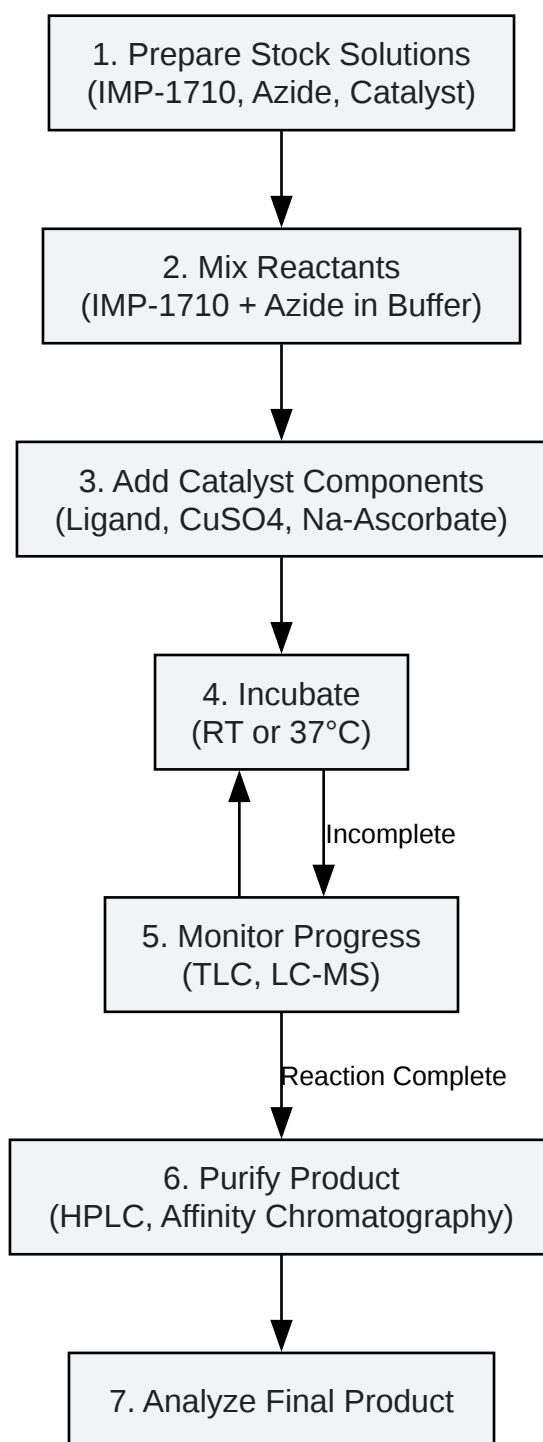 1. Prepare Stock Solutions
(IMP-1710, Azide, Catalyst)
2. Mix Reactants
(IMP-1710 + Azide in Buffer)
3. Add Catalyst Components
(Ligand, CuSO4, Na-Ascorbate)
4. Incubate
(RT or 37°C)
Incomplete
5. Monitor Progress
(TLC, LC-MS)
Reaction Complete
6. Purify Product
(HPLC, Affinity Chromatography)
7. Analyze Final Product